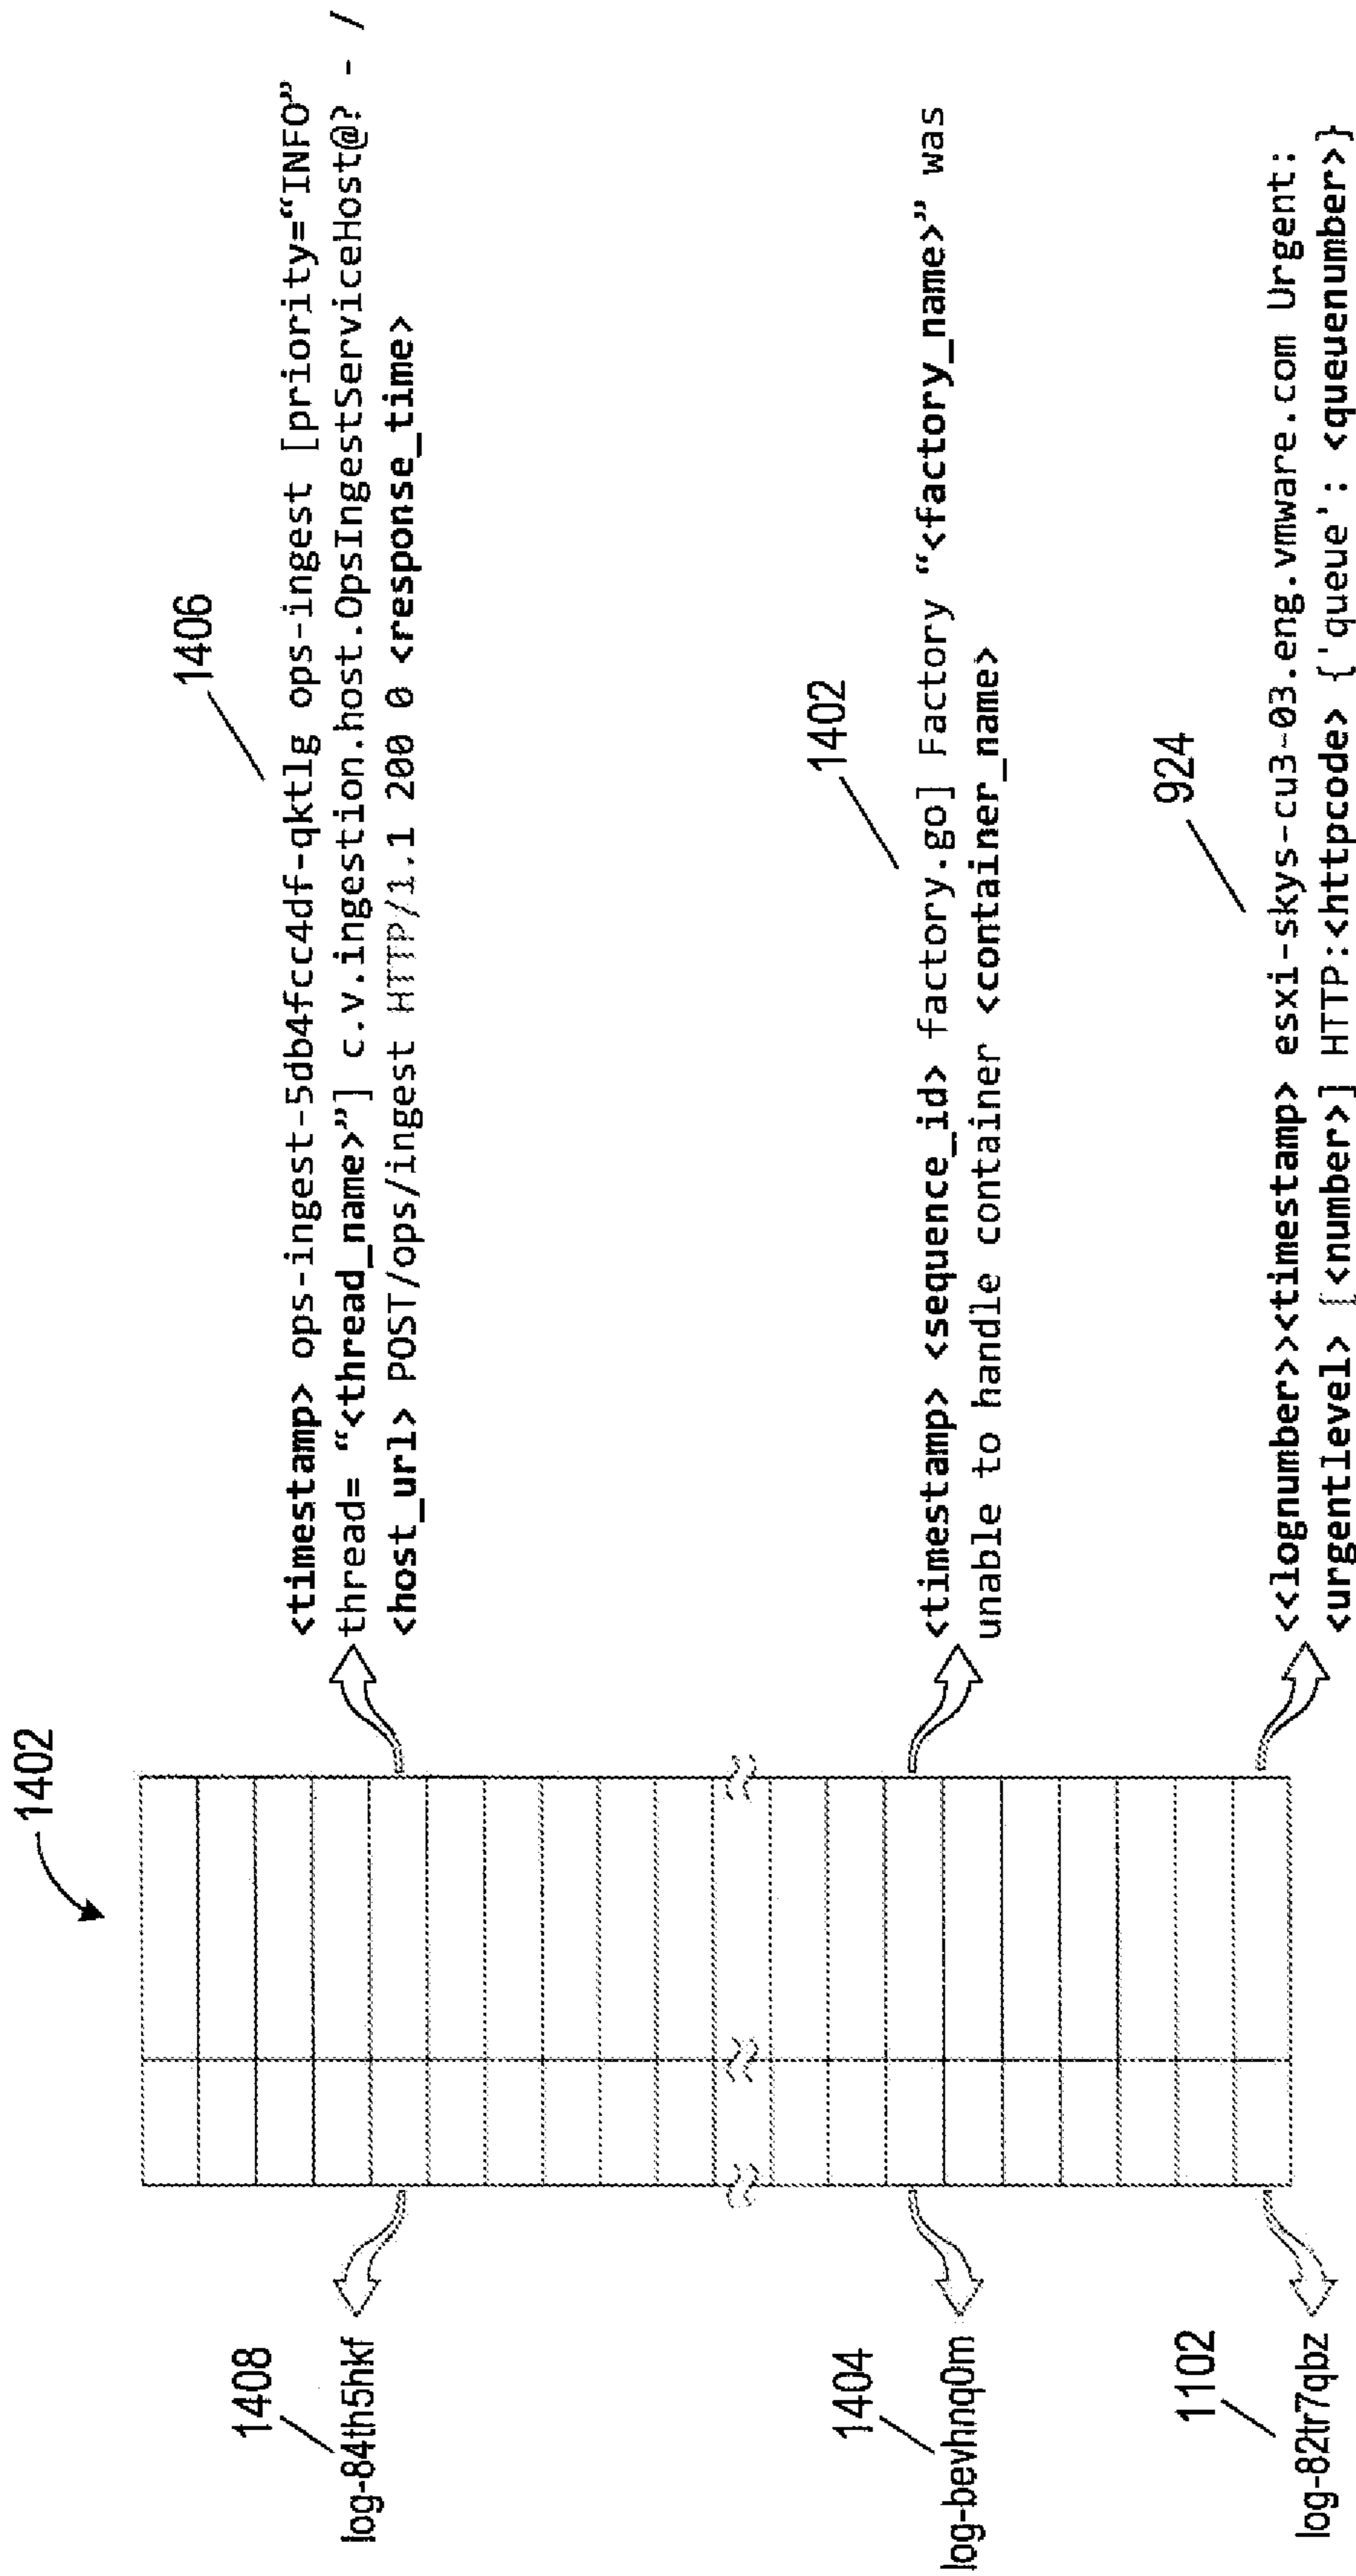 1402
1408
log-84th5hkf
1406
<timestamp> ops-ingest-5db4fcc4df-qktlg ops-ingest [priority=“INFO”
thread= “<thread_name>”] c.v.ingestion.host.OpsIngestServiceHost@? - /
<host_url> POST/ops/ingest HTTP/1.1 200 0 <response_time>
1404
log-bevhnq0m
1402
<timestamp> <sequence_id> factory.go] Factory “<factory_name>” was
unable to handle container <container_name>
1102
log-82tr7qbz
924
<<lognumber>><timestamp> esxi-skys-cu3-03.eng.vmware.com Urgent:
<urgentlevel> [<number>] HTTP:<httpcode> {'queue': <queuenumber>}